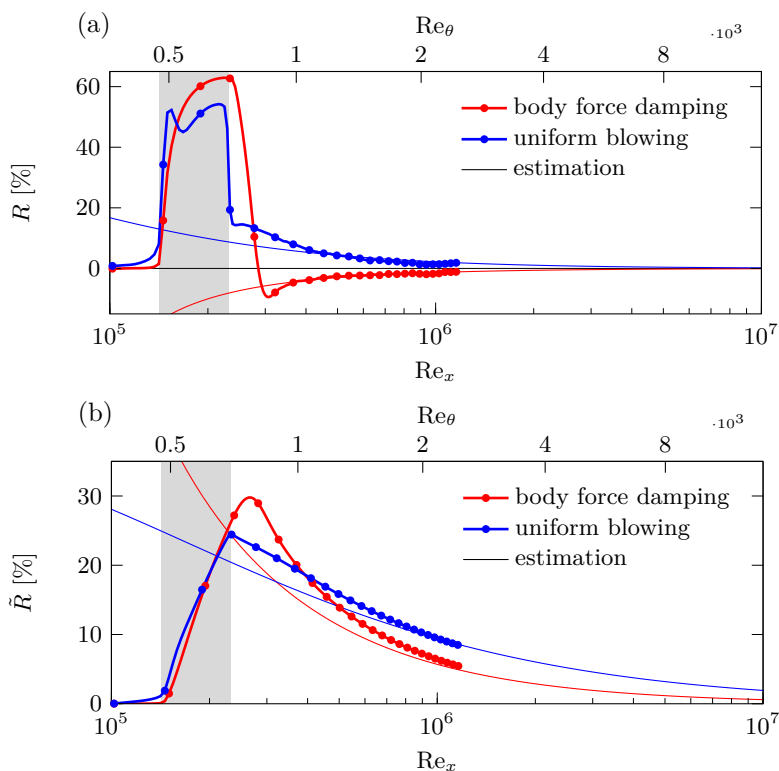 (a)
Re_θ
0.5 1 2 4 8 ·10³
60
40
20
0
R [%]
body force damping
uniform blowing
estimation
10⁵ 10⁶ 10⁷
Re_x
(b)
Re_θ
0.5 1 2 4 8 ·10³
30
20
10
0
R̃ [%]
body force damping
uniform blowing
estimation
10⁵ 10⁶ 10⁷
Re_x